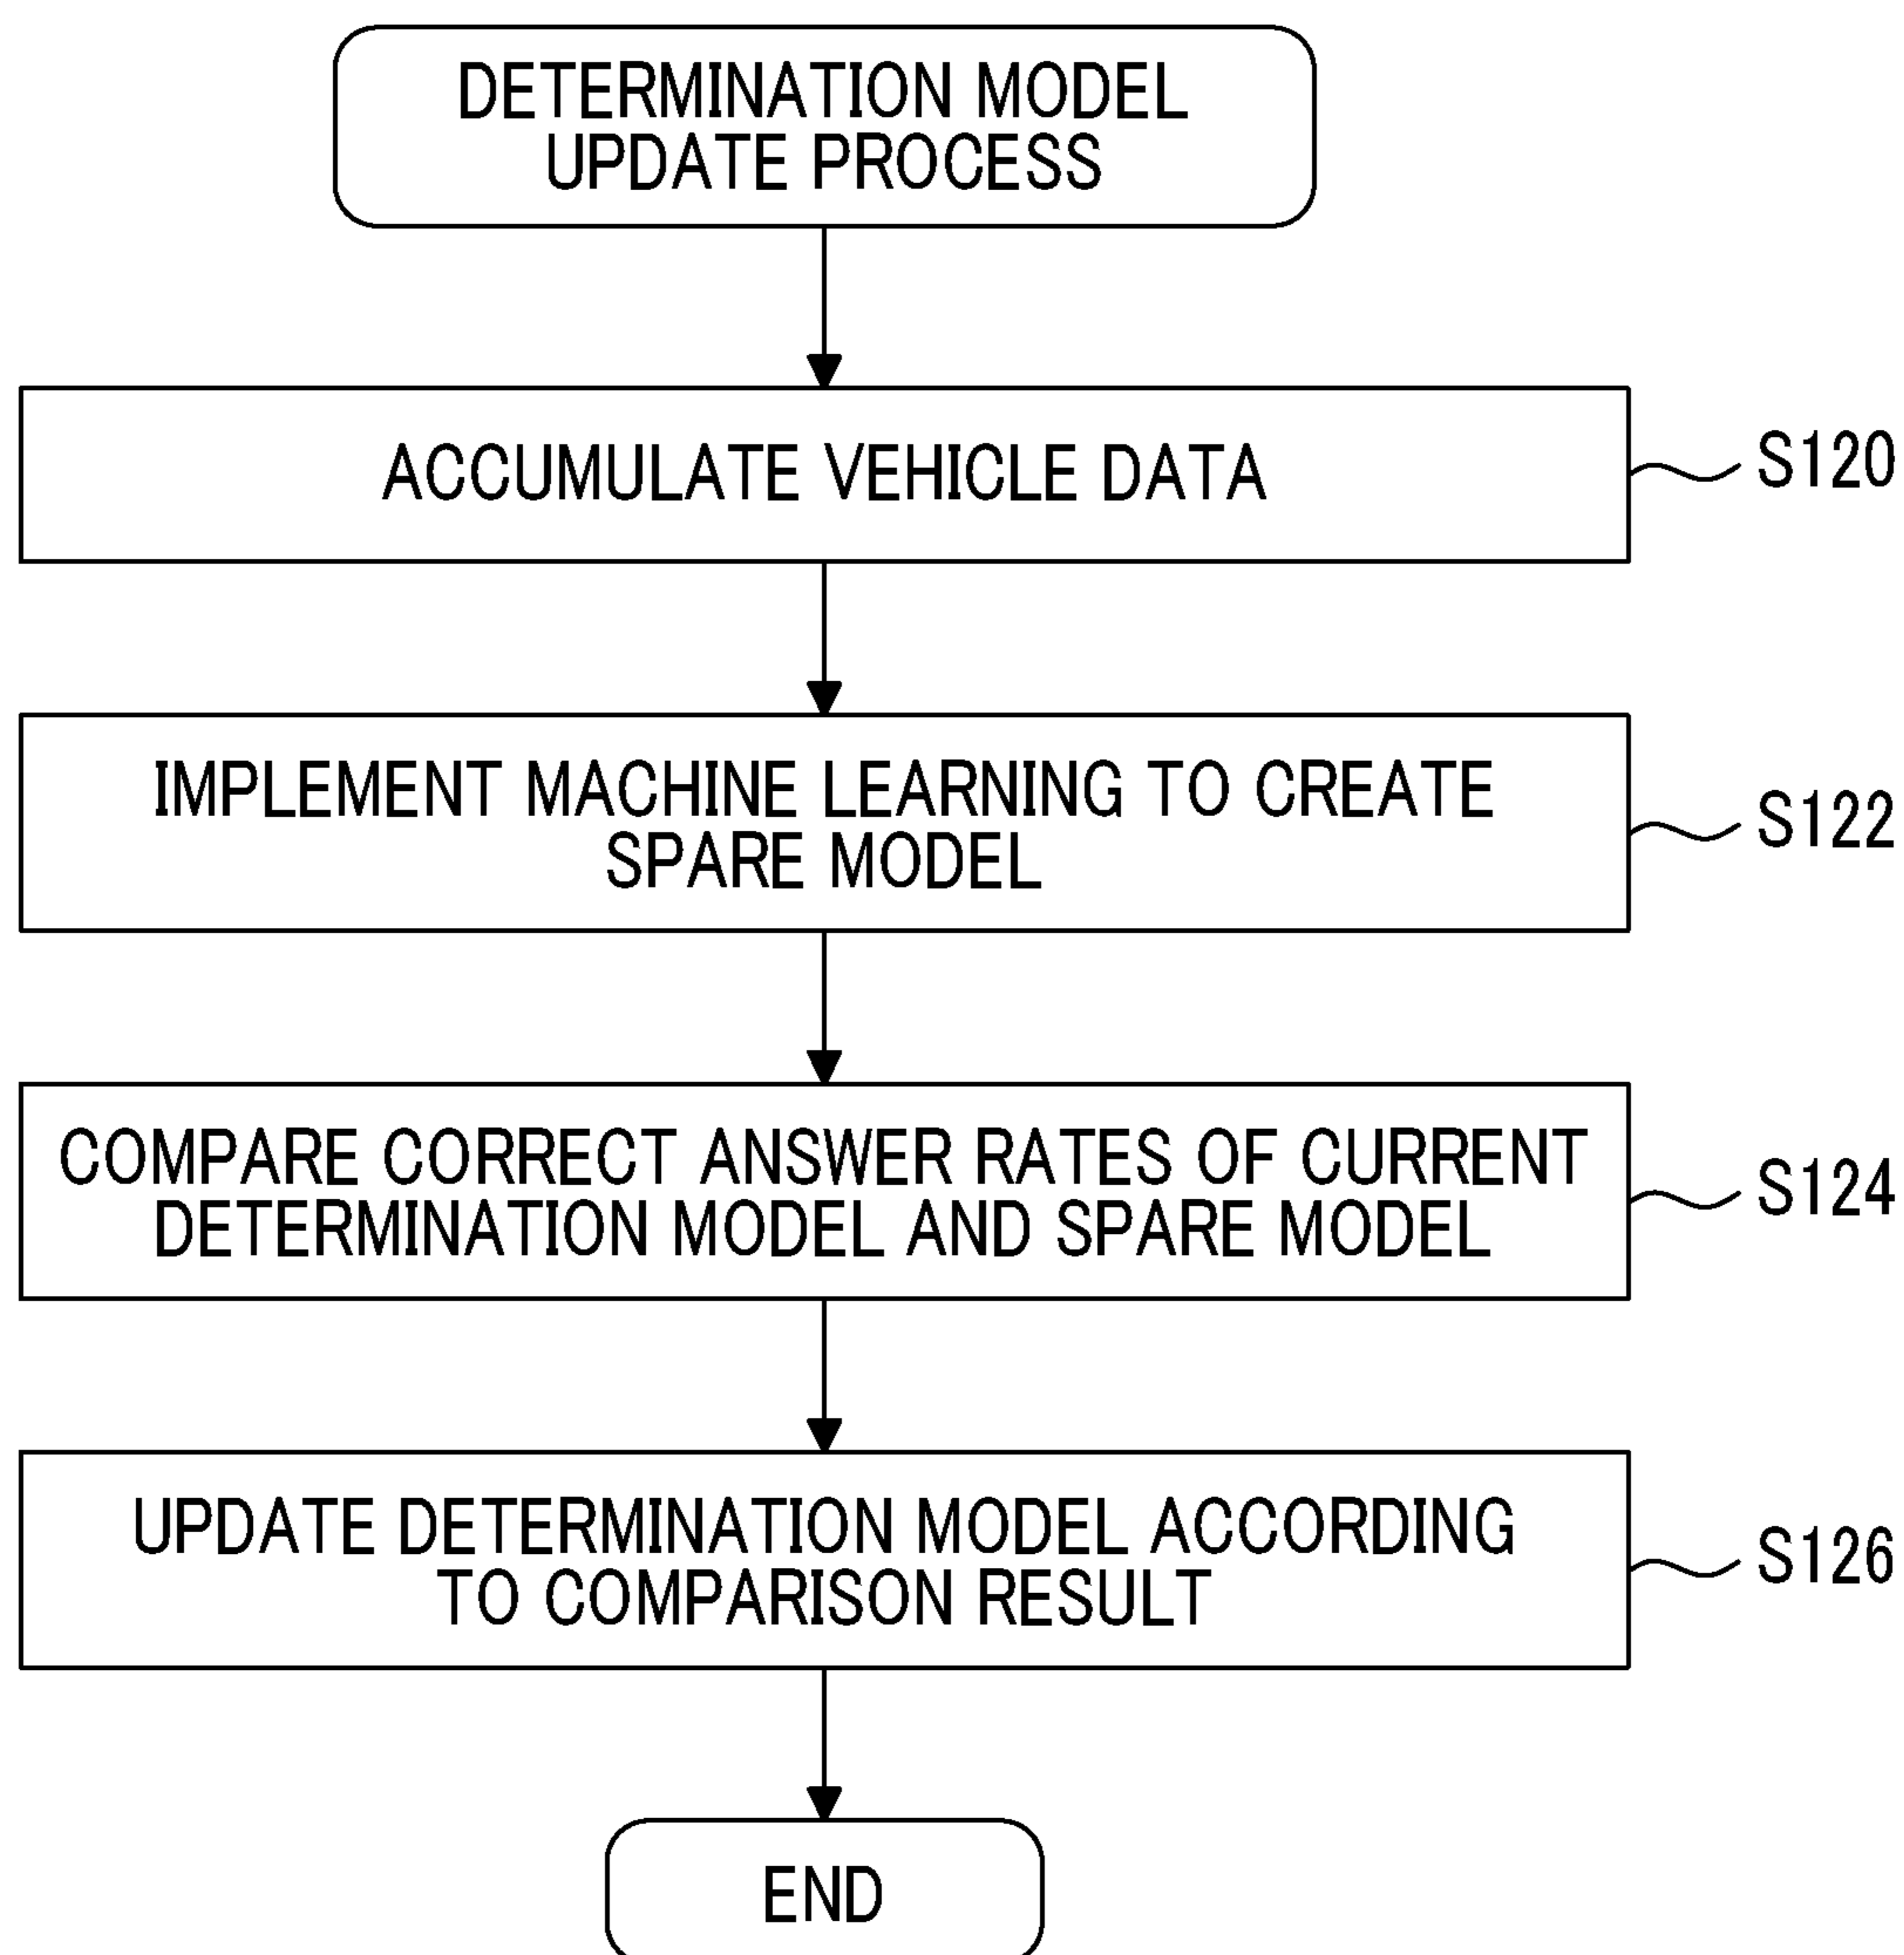 DETERMINATION MODEL
UPDATE PROCESS
ACCUMULATE VEHICLE DATA
S120
IMPLEMENT MACHINE LEARNING TO CREATE
SPARE MODEL
S122
COMPARE CORRECT ANSWER RATES OF CURRENT
DETERMINATION MODEL AND SPARE MODEL
S124
UPDATE DETERMINATION MODEL ACCORDING
TO COMPARISON RESULT
S126
END